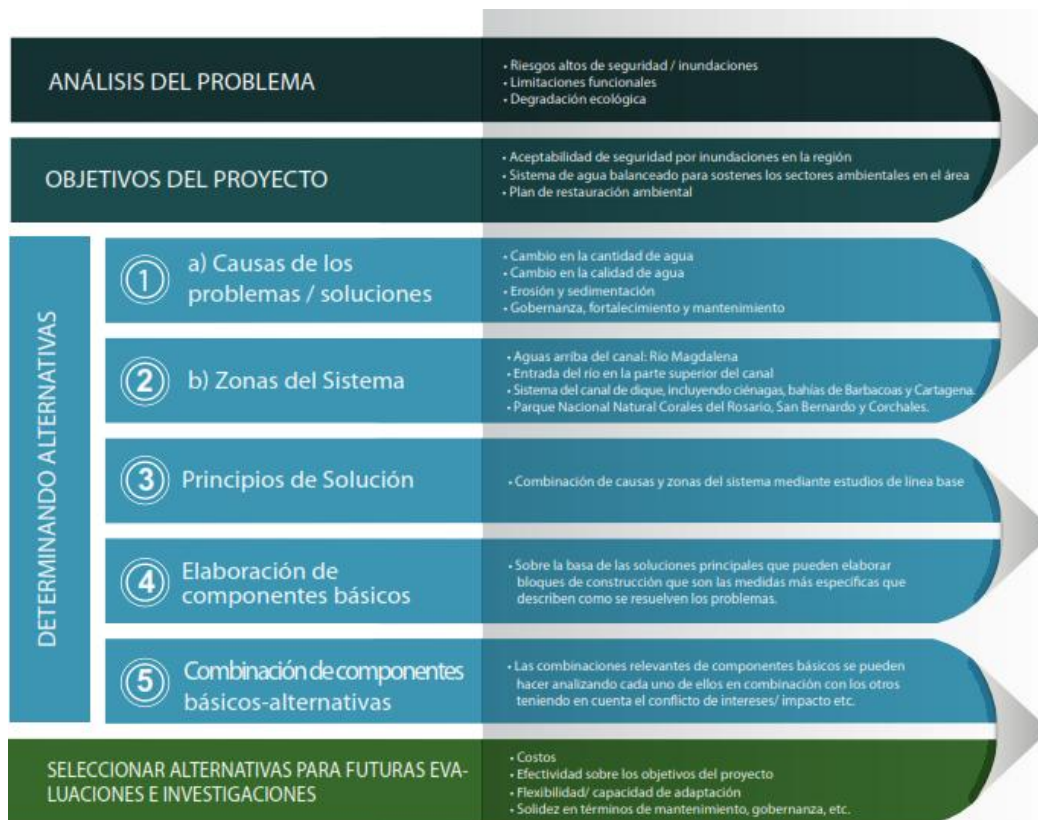 ANÁLISIS DEL PROBLEMA
• Riesgos altos de seguridad / inundaciones
• Limitaciones funcionales
• Degradación ecológica
OBJETIVOS DEL PROYECTO
• Aceptabilidad de seguridad por inundaciones en la región
• Sistema de agua balanceado para sostenes los sectores ambientales en el área
• Plan de restauración ambiental
DETERMINANDO ALTERNATIVAS
1
a) Causas de los
problemas / soluciones
• Cambio en la cantidad de agua
• Cambio en la calidad de agua
• Erosión y sedimentación
• Gobernanza, fortalecimiento y mantenimiento
2
b) Zonas del Sistema
• Aguas arriba del canal: Río Magdalena
• Entrada del río en la parte superior del canal
• Sistema del canal de dique, incluyendo ciénagas, bahías de Barbacoas y Cartagena.
• Parque Nacional Natural Corales del Rosario, San Bernardo y Corchales.
3
Principios de Solución
• Combinación de causas y zonas del sistema mediante estudios de línea base
4
Elaboración de
componentes básicos
• Sobre la basa de las soluciones principales que pueden elaborar
bloques de construcción que son las medidas más específicas que
describen como se resuelven los problemas.
5
Combinación de componentes
básicos-alternativas
• Las combinaciones relevantes de componentes básicos se pueden
hacer analizando cada uno de ellos en combinación con los otros
teniendo en cuenta el conflicto de intereses/ impacto etc.
SELECCIONAR ALTERNATIVAS PARA FUTURAS EVA-
LUACIONES E INVESTIGACIONES
• Costos
• Efectividad sobre los objetivos del proyecto
• Flexibilidad/ capacidad de adaptación
• Solidez en términos de mantenimiento, gobernanza, etc.